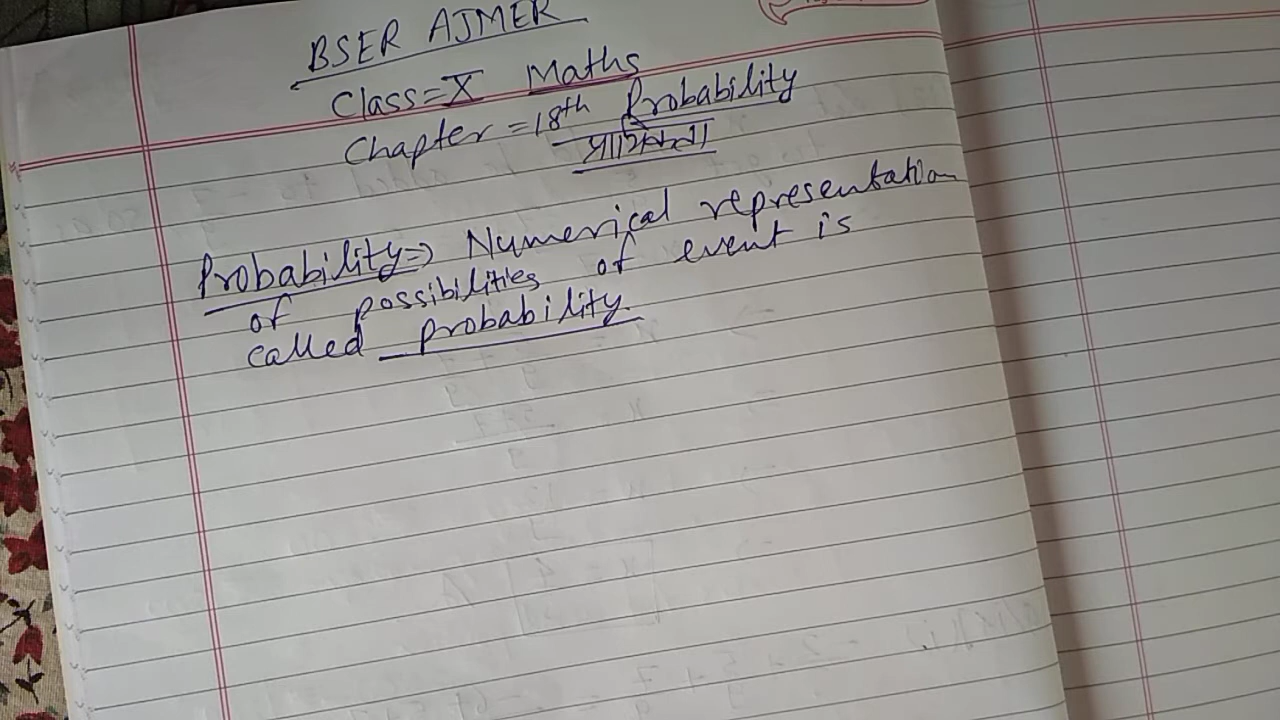 BSER AJMER
Class=X Maths
Chapter=18th Probability
प्रायिकता
Probability⇒ Numerical representation
of possibilities of event is
called probability.